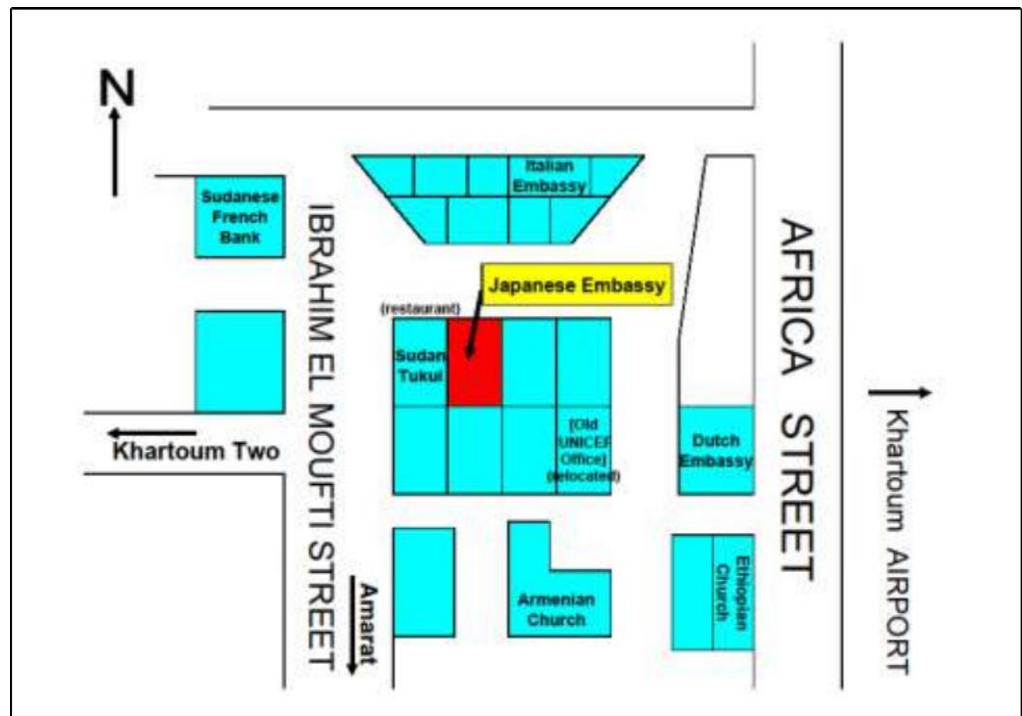 N
Sudanese
French
Bank
Italian
Embassy
IBRAHIM EL MOUFTI STREET
AFRICA STREET
Japanese Embassy
(restaurant)
Sudan
Tukul
[Old
UNICEF
Office]
(relocated)
Dutch
Embassy
Khartoum Two
Khartoum AIRPORT
Amarat
Armenian
Church
Ethiopian
Church